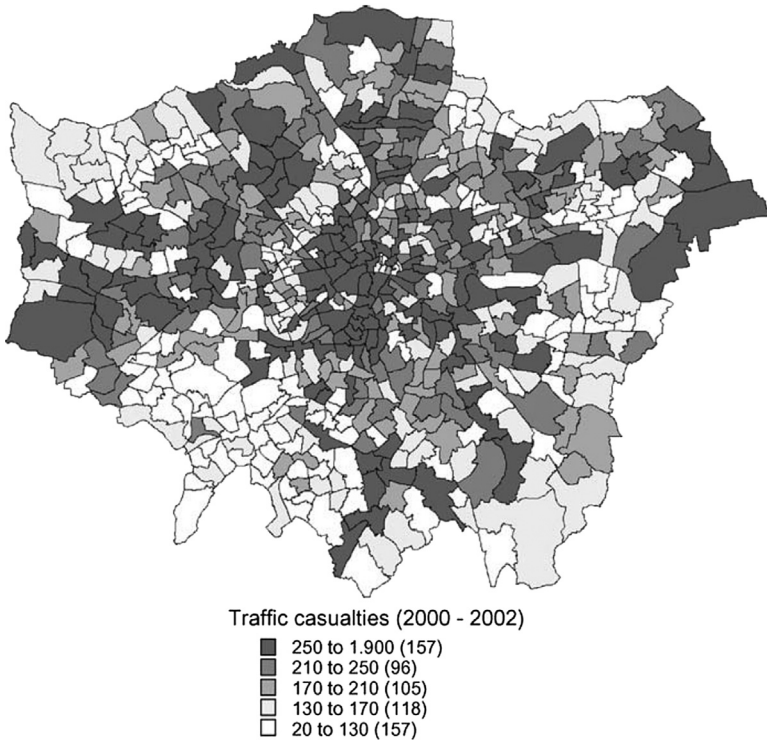 Traffic casualties (2000 - 2002)
250 to 1.900 (157)
210 to 250 (96)
170 to 210 (105)
130 to 170 (118)
20 to 130 (157)